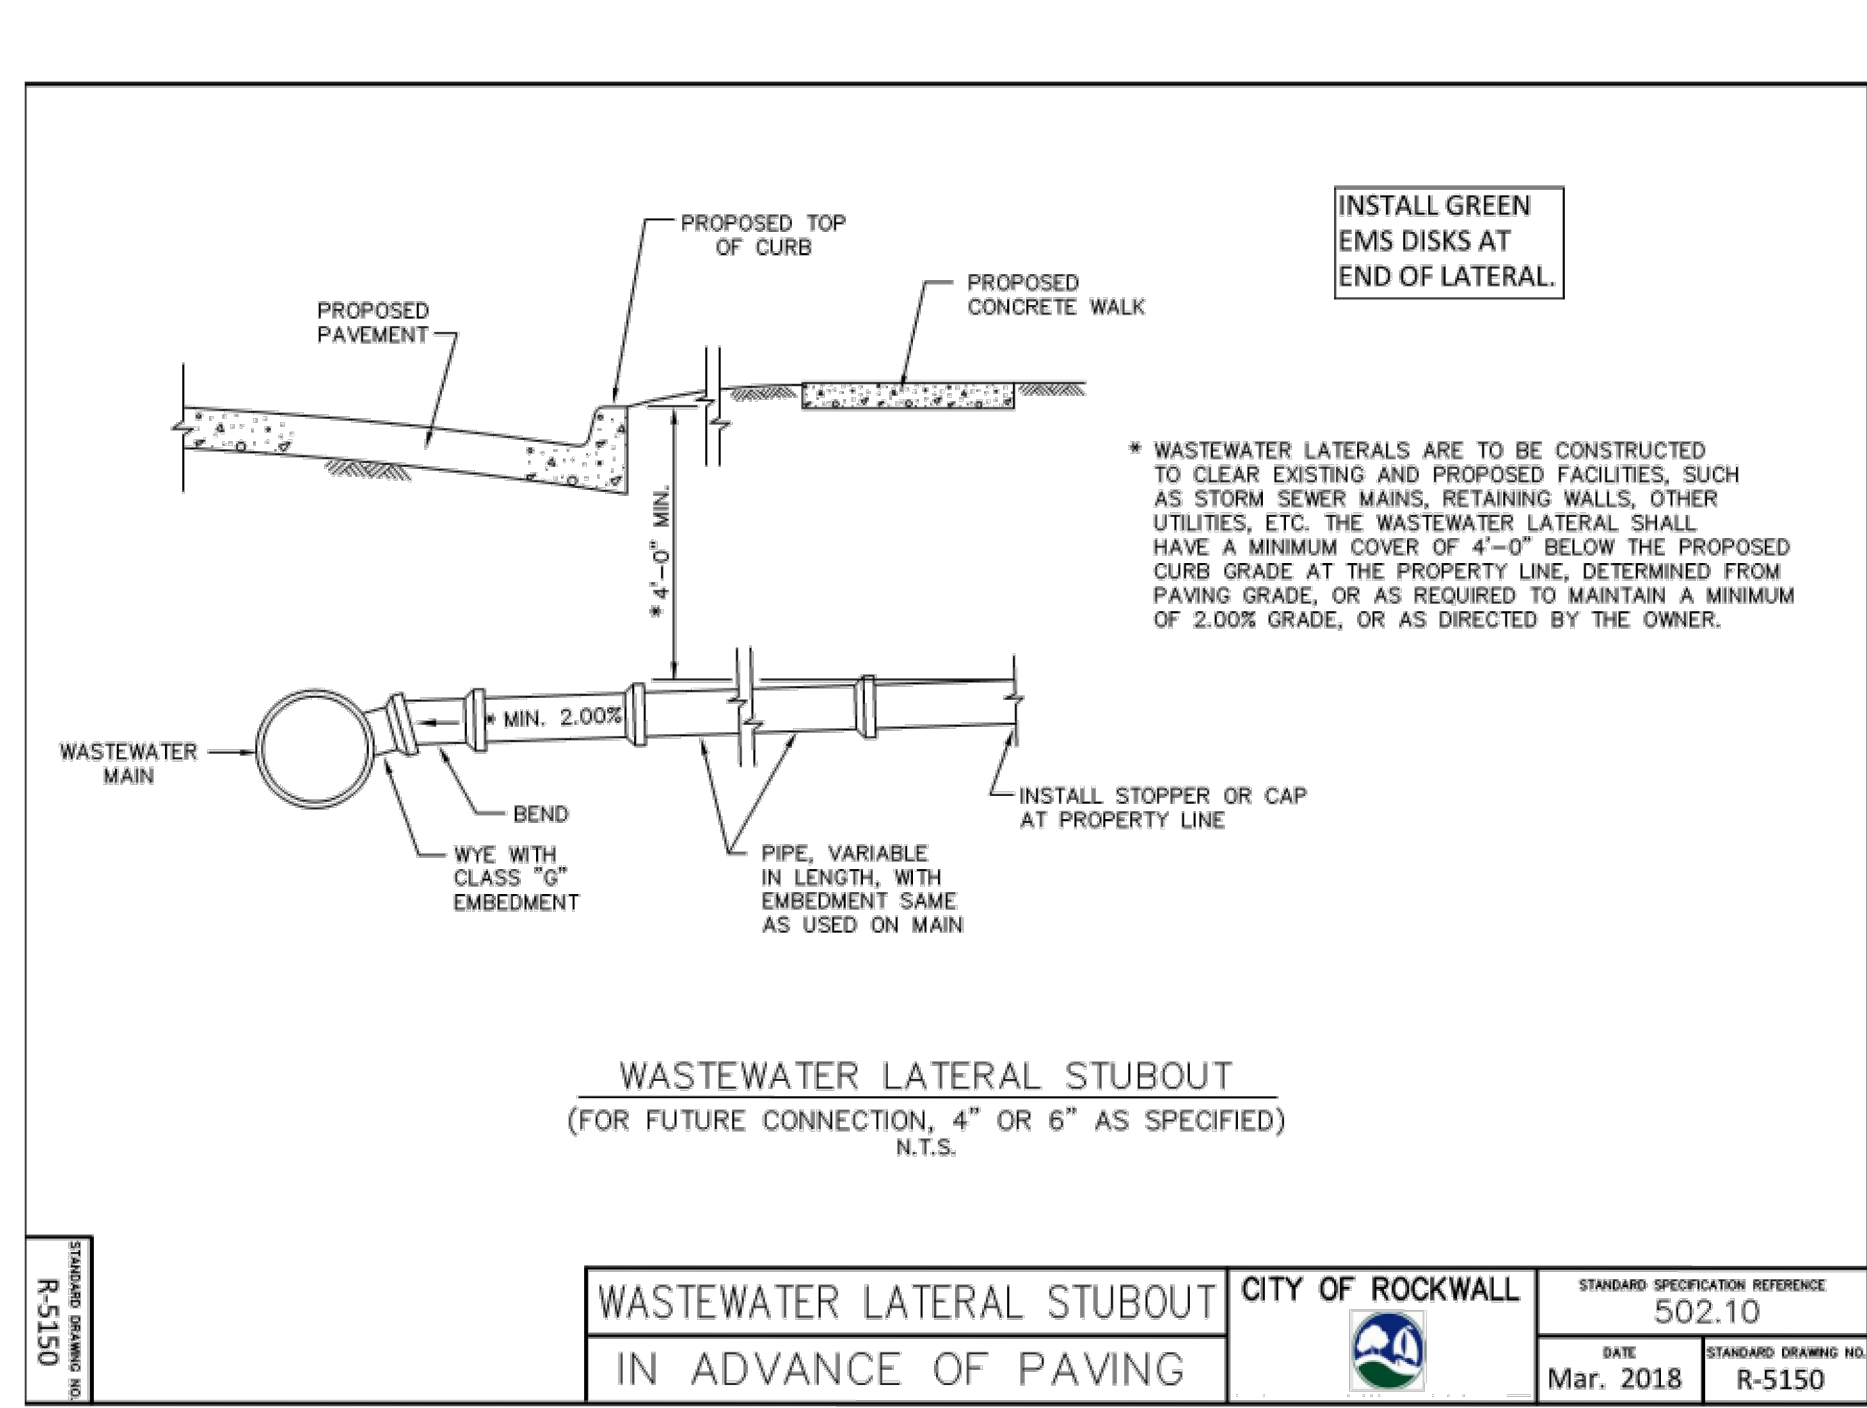 INSTALL GREEN
EMS DISKS AT
END OF LATERAL.
PROPOSED TOP
OF CURB
PROPOSED
CONCRETE WALK
PROPOSED
PAVEMENT
* 4'-0" MIN.
* WASTEWATER LATERALS ARE TO BE CONSTRUCTED
TO CLEAR EXISTING AND PROPOSED FACILITIES, SUCH
AS STORM SEWER MAINS, RETAINING WALLS, OTHER
UTILITIES, ETC. THE WASTEWATER LATERAL SHALL
HAVE A MINIMUM COVER OF 4'-0" BELOW THE PROPOSED
CURB GRADE AT THE PROPERTY LINE, DETERMINED FROM
PAVING GRADE, OR AS REQUIRED TO MAINTAIN A MINIMUM
OF 2.00% GRADE, OR AS DIRECTED BY THE OWNER.
* MIN. 2.00%
WASTEWATER
MAIN
BEND
WYE WITH
CLASS "G"
EMBEDMENT
PIPE, VARIABLE
IN LENGTH, WITH
EMBEDMENT SAME
AS USED ON MAIN
INSTALL STOPPER OR CAP
AT PROPERTY LINE
WASTEWATER LATERAL STUBOUT
(FOR FUTURE CONNECTION, 4" OR 6" AS SPECIFIED)
N.T.S.
STANDARD DRAWING NO.
R-5150
WASTEWATER LATERAL STUBOUT
IN ADVANCE OF PAVING
CITY OF ROCKWALL
STANDARD SPECIFICATION REFERENCE
502.10
DATE
Mar. 2018
STANDARD DRAWING NO.
R-5150